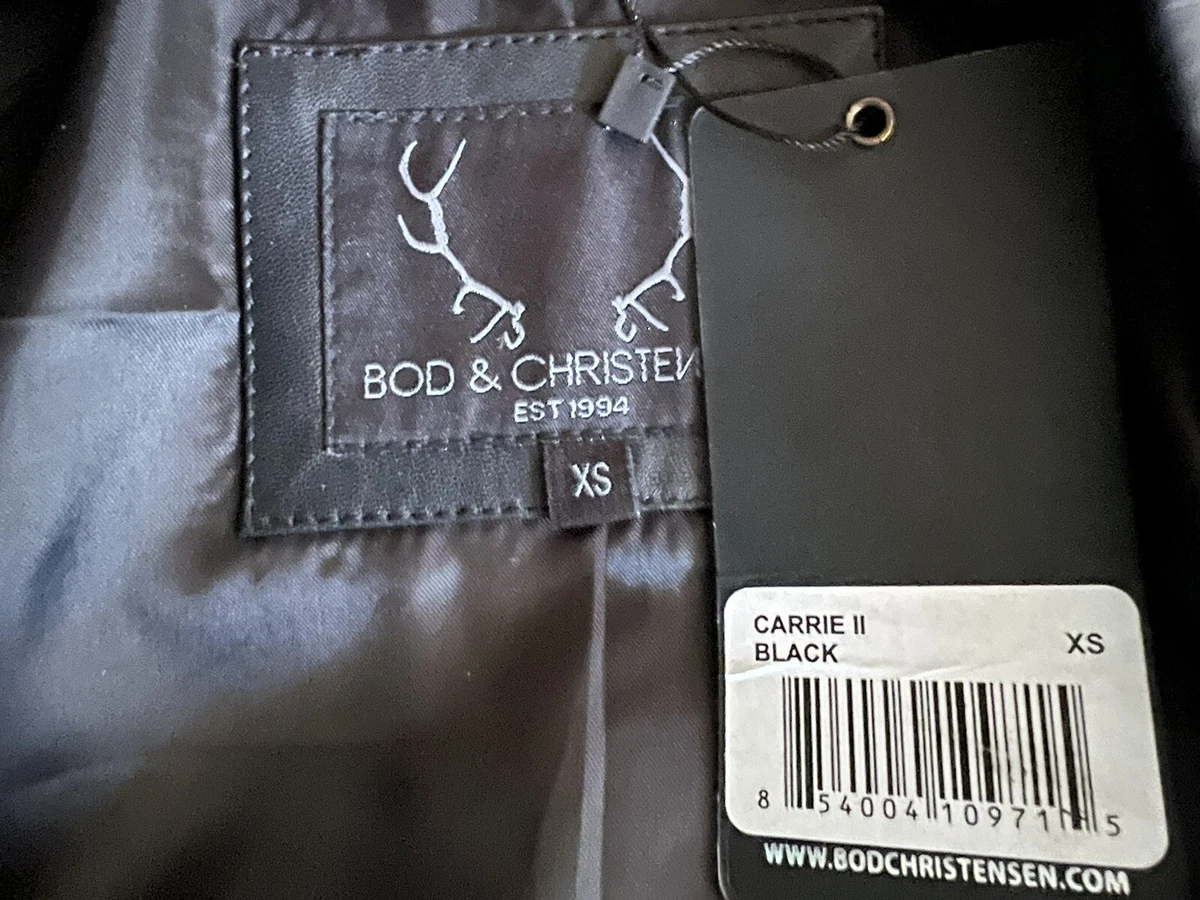 BOD & CHRISTEN
EST 1994
XS
CARRIE II
BLACK
XS
8 54004 10971 5
WWW.BODCHRISTENSEN.COM